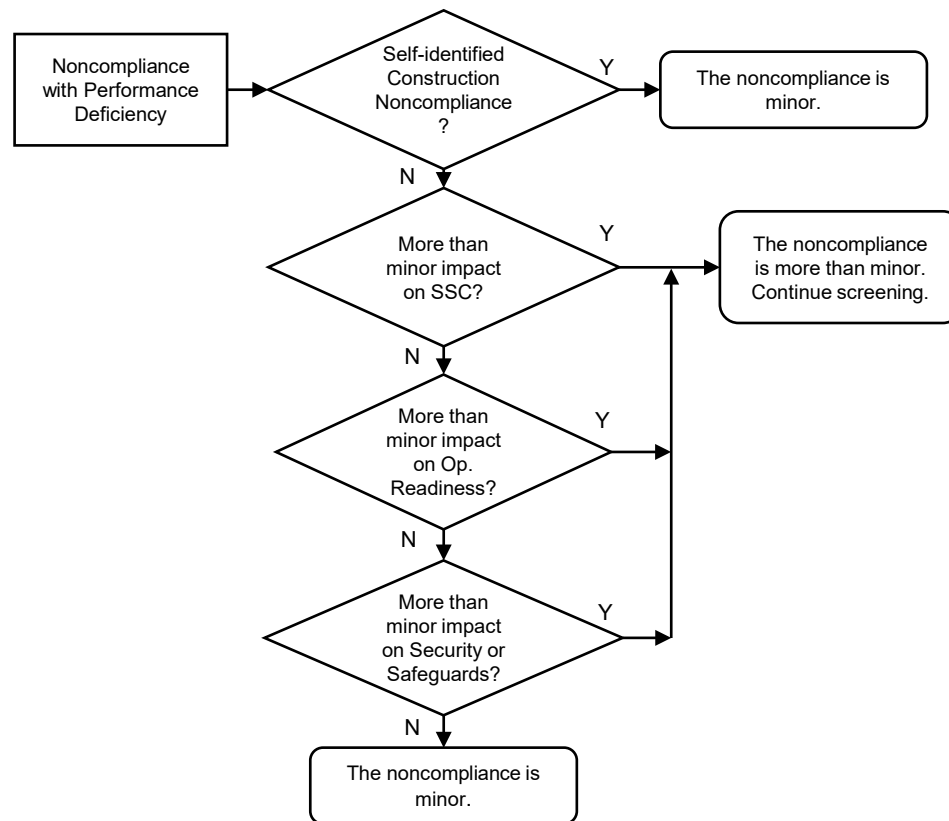 Noncompliance
with Performance
Deficiency
Self-identified
Construction
Noncompliance
?
Y
The noncompliance is
minor.
N
More than
minor impact
on SSC?
Y
The noncompliance
is more than minor.
Continue screening.
N
More than
minor impact
on Op.
Readiness?
Y
N
More than
minor impact
on Security or
Safeguards?
Y
N
The noncompliance is
minor.